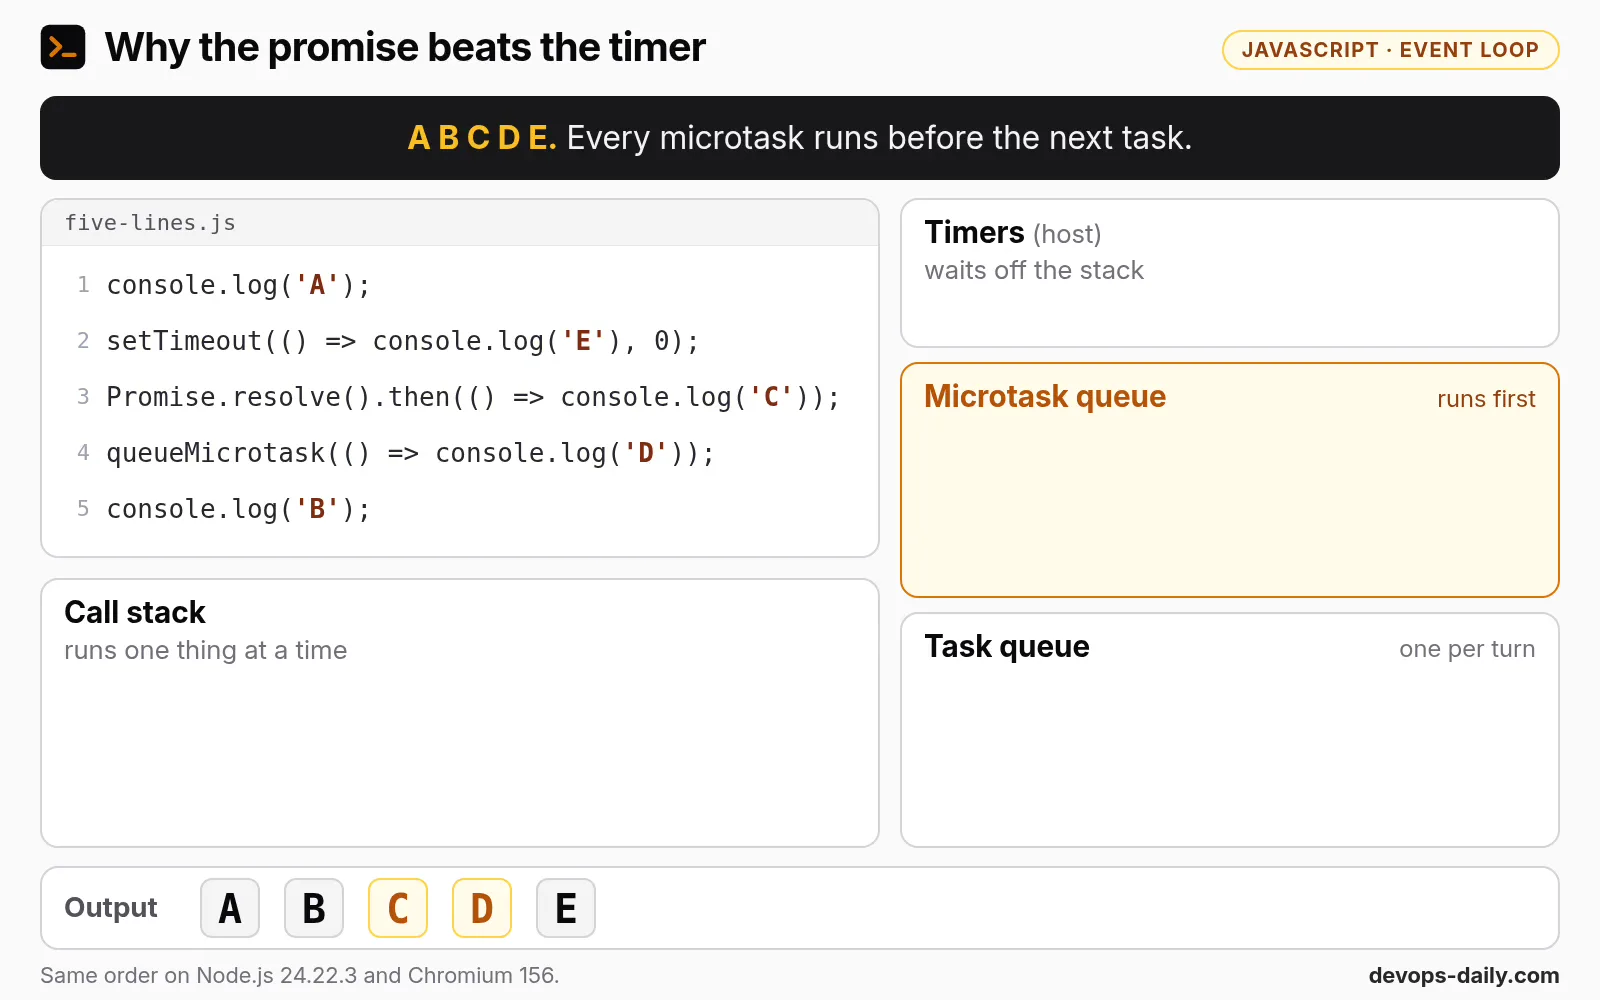 Why the promise beats the timer
JAVASCRIPT · EVENT LOOP
A B C D E. Every microtask runs before the next task.
five-lines.js
1 console.log('A');
2 setTimeout(() => console.log('E'), 0);
3 Promise.resolve().then(() => console.log('C'));
4 queueMicrotask(() => console.log('D'));
5 console.log('B');
Timers (host)
waits off the stack
Microtask queue runs first
Call stack
runs one thing at a time
Task queue one per turn
Output A B C D E
Same order on Node.js 24.22.3 and Chromium 156.
devops-daily.com